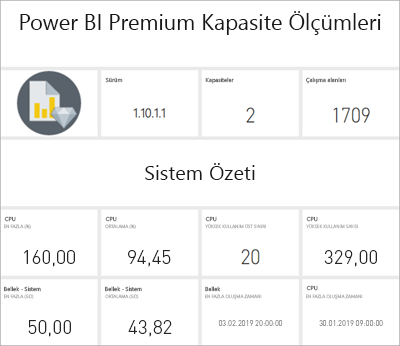 Power BI Premium Kapasite Ölçümleri
Sürüm
Kapasiteler
Çalışma alanları
1.10.1.1
2
1709
Sistem Özeti
CPU
CPU
CPU
CPU
EN FAZLA (%)
ORTALAMA (%)
YÜKSEK KULLANIM ÜST SINIRI
YÜKSEK KULLANIM SAYISI
160,00
94,45
20
329,00
Bellek - Sistem
Bellek - Sistem
Bellek
CPU
EN FAZLA (GD)
ORTALAMA (GD)
EN FAZLA OLUŞMA ZAMANI
EN FAZLA OLUŞMA ZAMANI
50,00
43,82
03.02.2019 20:00:00
30.01.2019 09:00:00